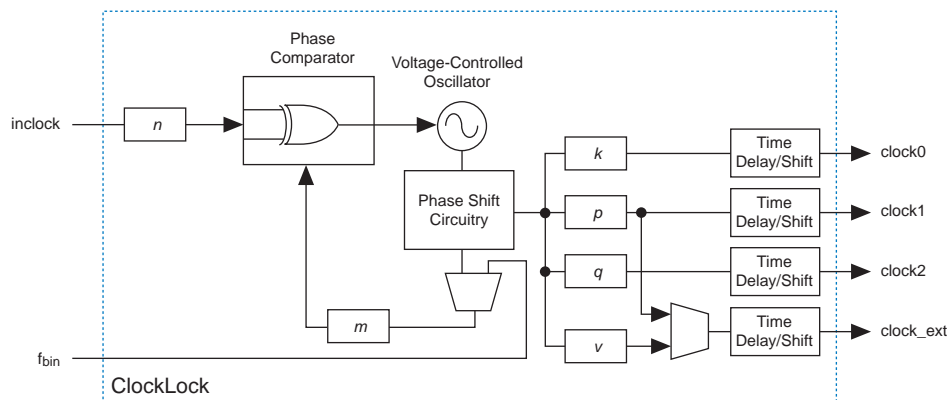 Phase
Comparator
Voltage-Controlled
Oscillator
inclock
n
k
Time
Delay/Shift
clock0
Phase Shift
Circuitry
p
Time
Delay/Shift
clock1
q
Time
Delay/Shift
clock2
m
v
Time
Delay/Shift
clock_ext
fbin
ClockLock